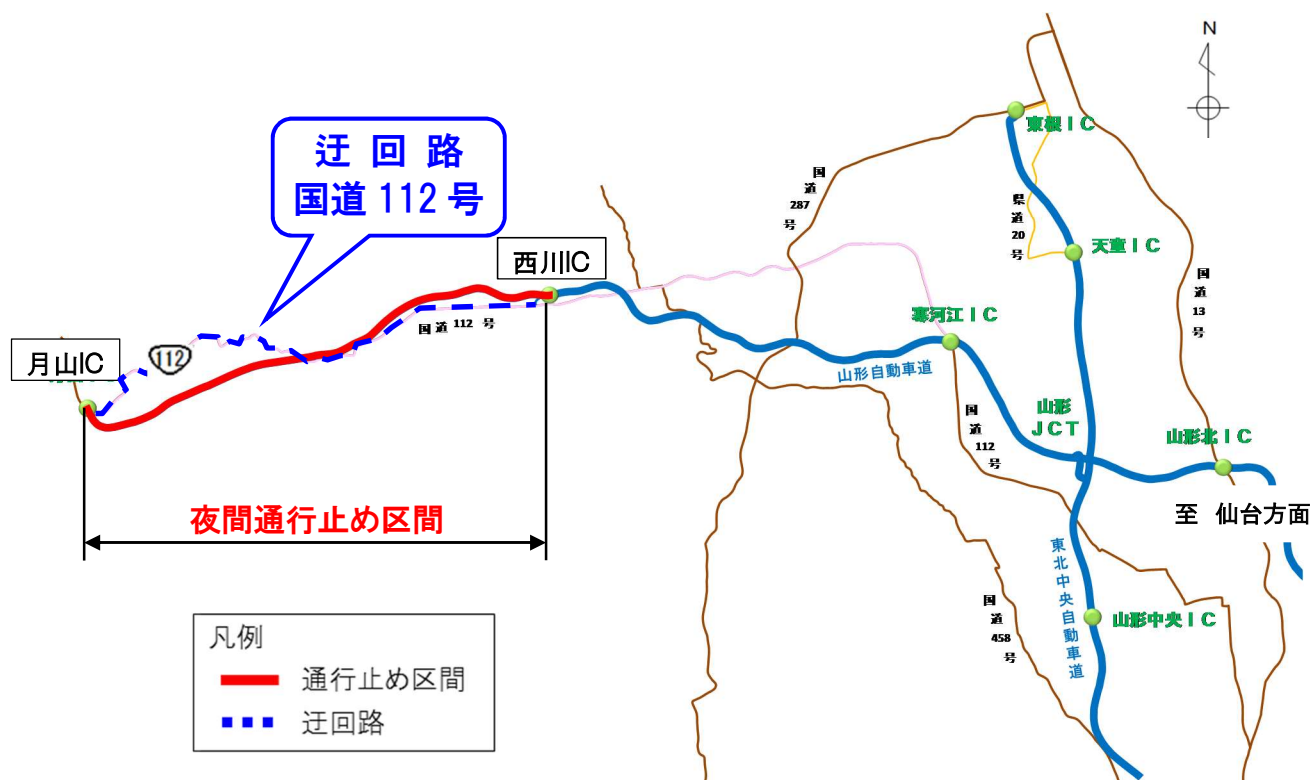 N
迂回路
国道112号
東根IC
国道287号
県道20号
天童IC
国道13号
西川IC
国道112号
112
月山IC
寒河江IC
山形自動車道
山形
JCT
国道112号
山形北IC
至 仙台方面
夜間通行止め区間
東北中央自動車道
山形中央IC
国道458号
凡例
通行止め区間
迂回路